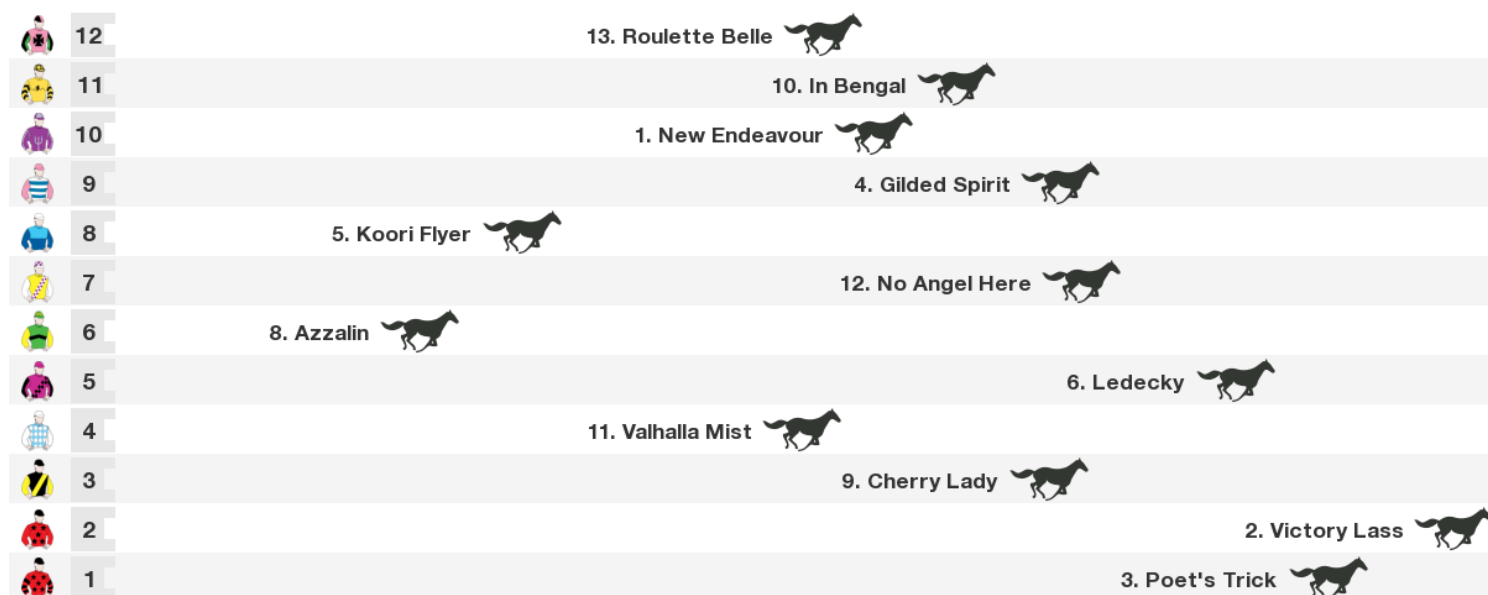 12 13. Roulette Belle
11 10. In Bengal
10 1. New Endeavour
9 4. Gilded Spirit
8 5. Koori Flyer
7 12. No Angel Here
6 8. Azzalin
5 6. Ledecky
4 11. Valhalla Mist
3 9. Cherry Lady
2 2. Victory Lass
1 3. Poet's Trick